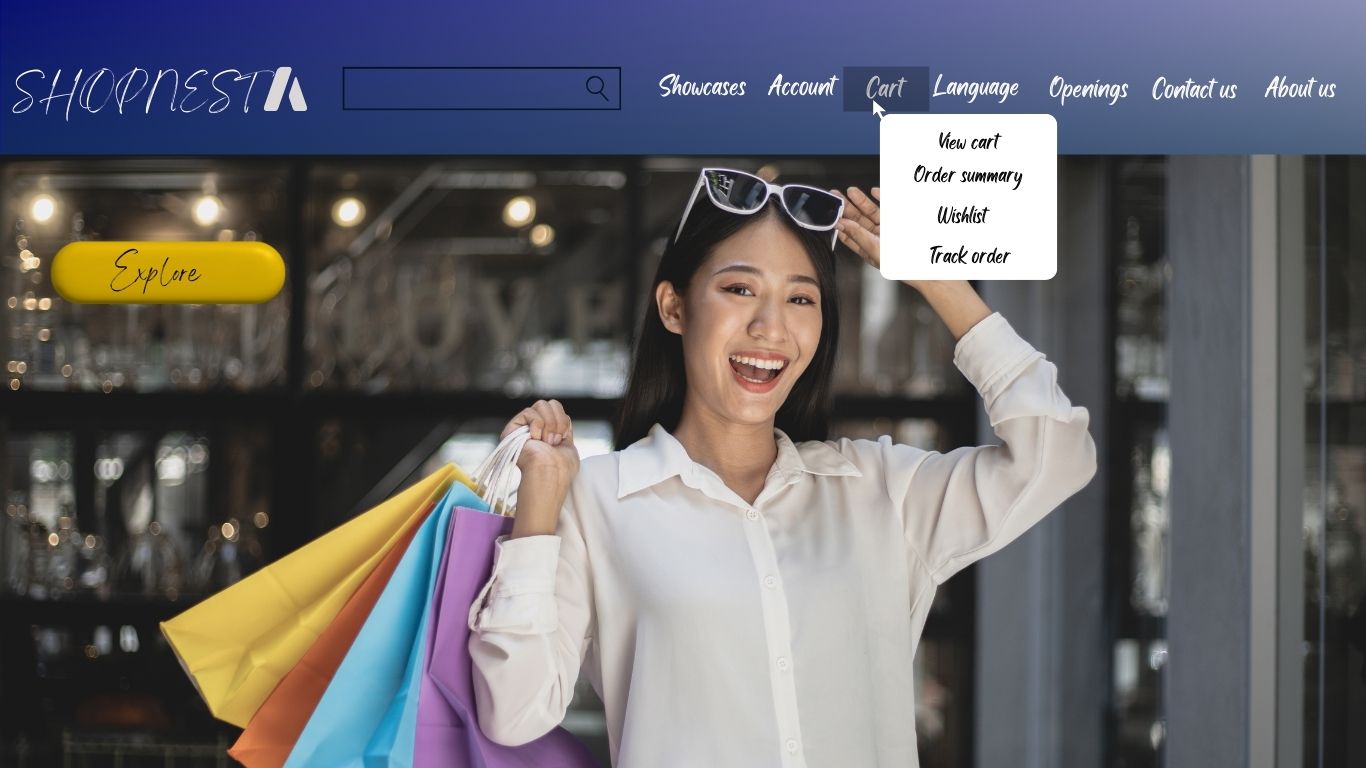 SHOPNEST
Showcases
Account
Cart
Language
Openings
Contact us
About us
View cart
Order summary
Wishlist
Track order
Explore